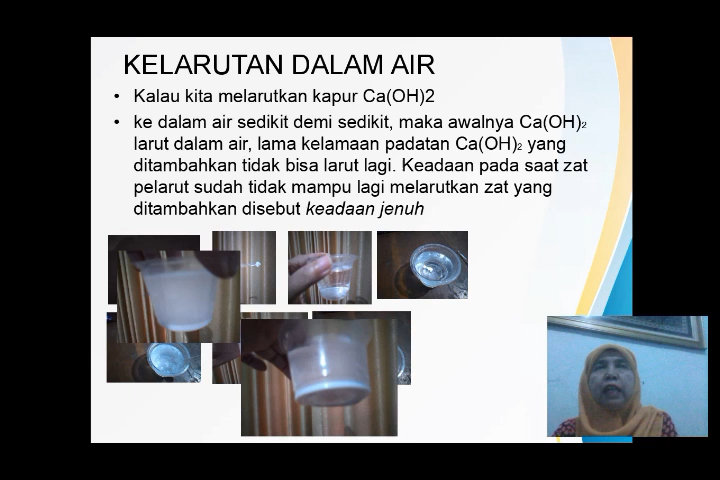 KELARUTAN DALAM AIR
• Kalau kita melarutkan kapur Ca(OH)2
• ke dalam air sedikit demi sedikit, maka awalnya Ca(OH)₂
larut dalam air, lama kelamaan padatan Ca(OH)₂ yang
ditambahkan tidak bisa larut lagi. Keadaan pada saat zat
pelarut sudah tidak mampu lagi melarutkan zat yang
ditambahkan disebut keadaan jenuh